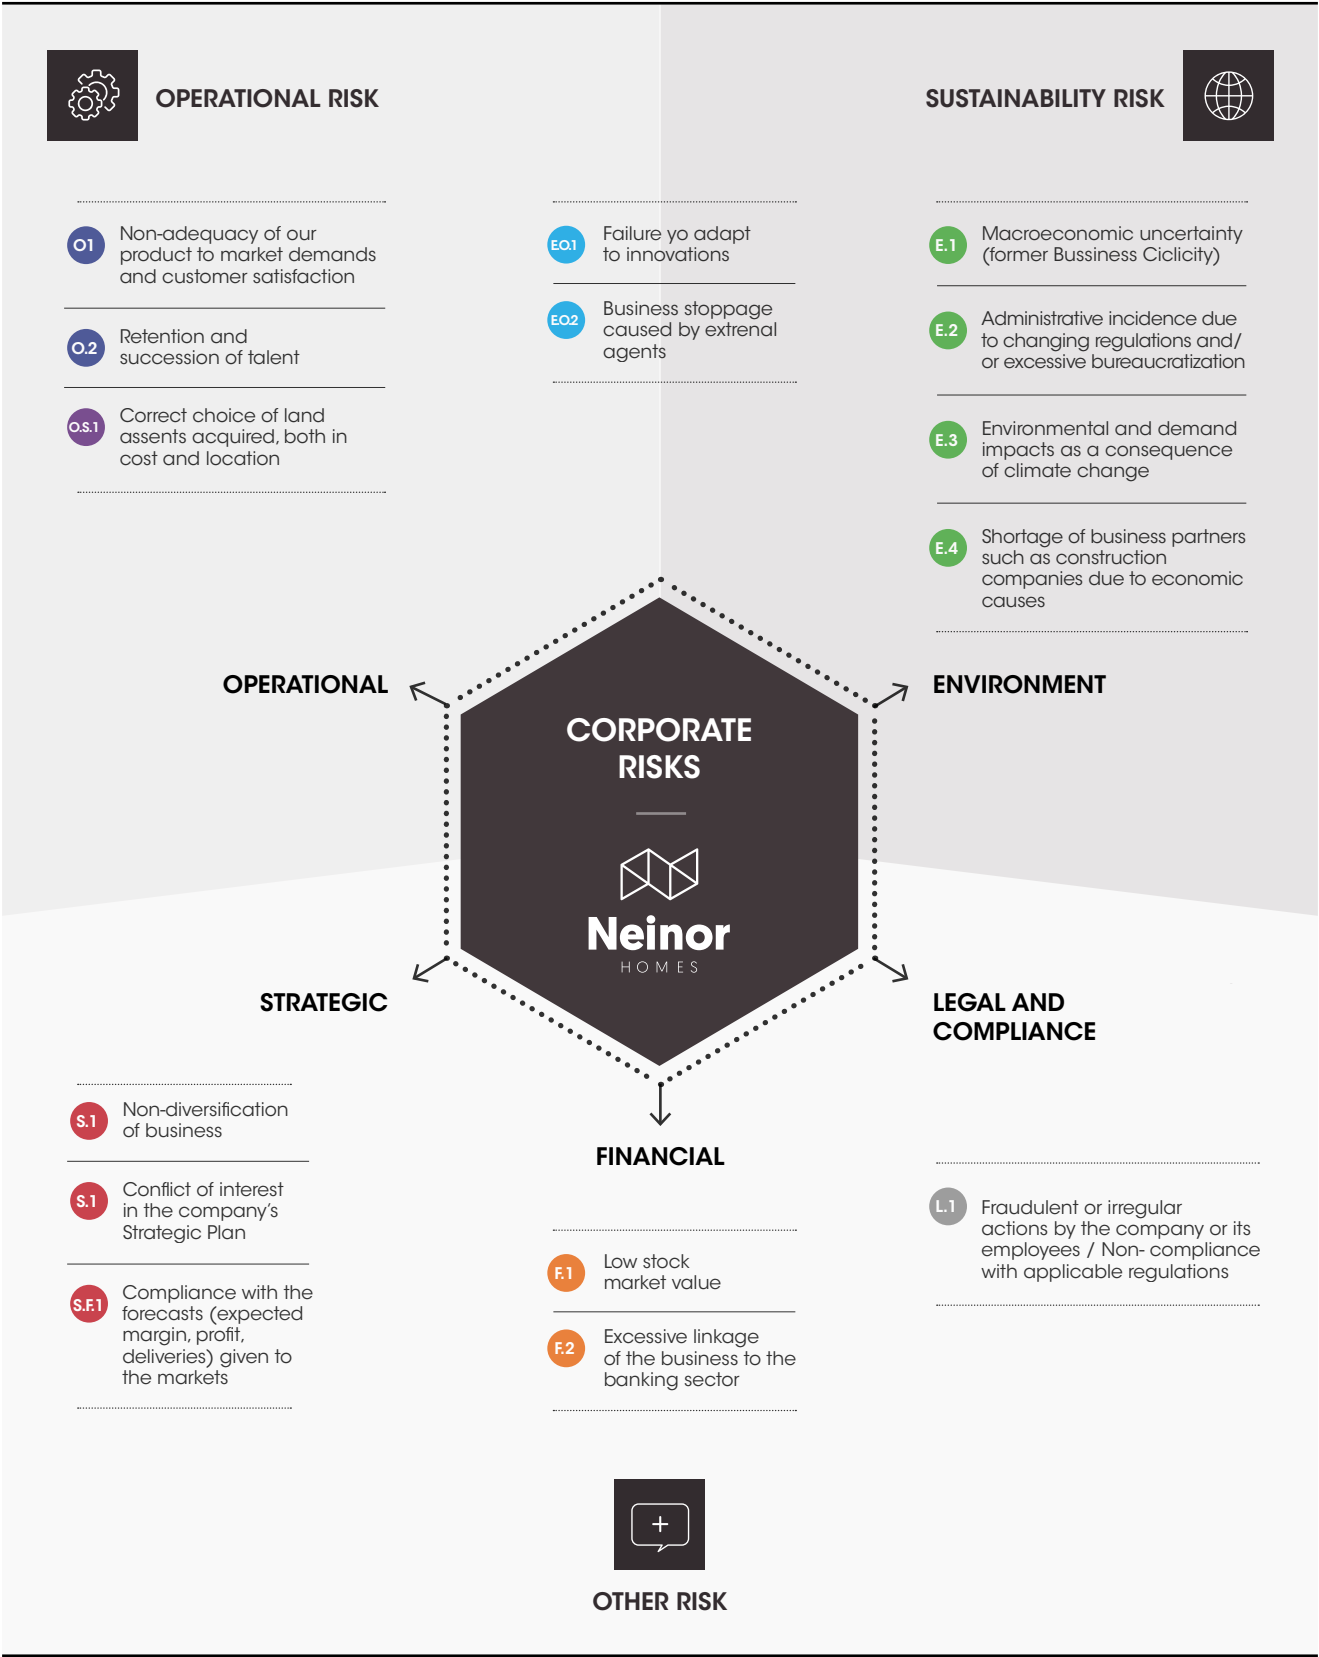 OPERATIONAL RISK
SUSTAINABILITY RISK
O1
Non-adequacy of our
product to market demands
and customer satisfaction
O.2
Retention and
succession of talent
O.S.1
Correct choice of land
assents acquired, both in
cost and location
E.O.1
Failure yo adapt
to innovations
E.O.2
Business stoppage
caused by extrenal
agents
E.1
Macroeconomic uncertainty
(former Bussiness Ciclicity)
E.2
Administrative incidence due
to changing regulations and/
or excessive bureaucratization
E.3
Environmental and demand
impacts as a consequence
of climate change
E.4
Shortage of business partners
such as construction
companies due to economic
causes
OPERATIONAL
ENVIRONMENT
CORPORATE
RISKS
Neinor
HOMES
STRATEGIC
LEGAL AND
COMPLIANCE
S.1
Non-diversification
of business
S.1
Conflict of interest
in the company's
Strategic Plan
S.F.1
Compliance with the
forecasts (expected
margin, profit,
deliveries) given to
the markets
FINANCIAL
F.1
Low stock
market value
F.2
Excessive linkage
of the business to the
banking sector
L.1
Fraudulent or irregular
actions by the company or its
employees / Non- compliance
with applicable regulations
OTHER RISK